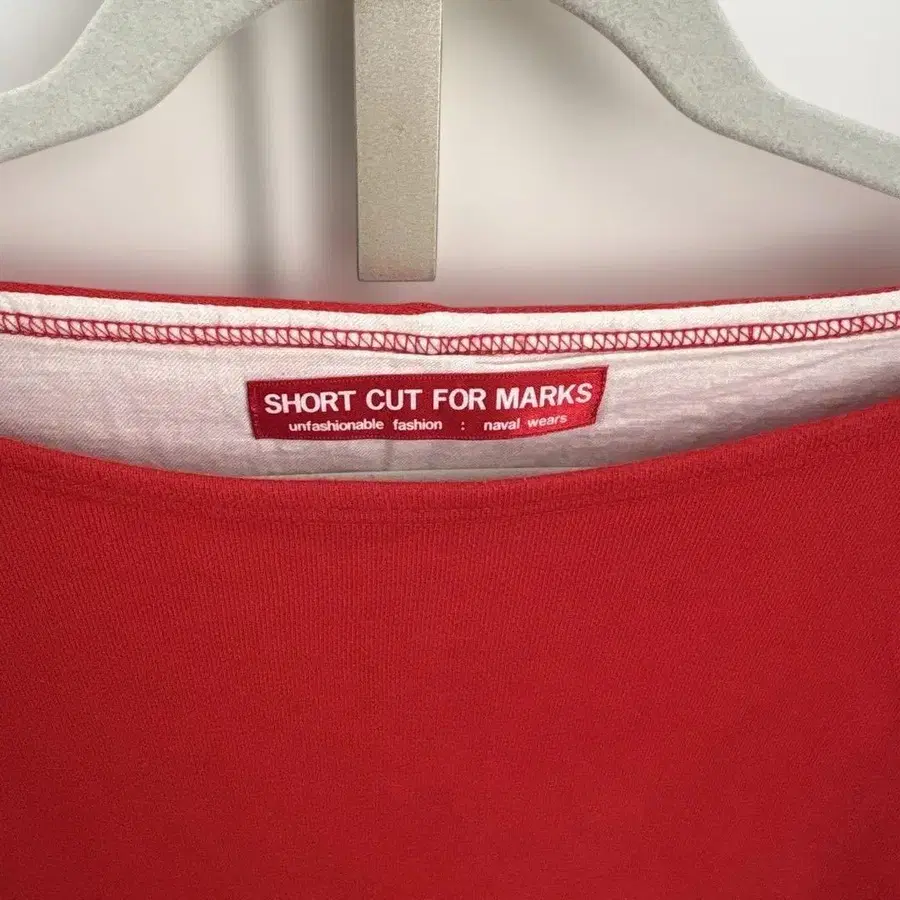 SHORT CUT FOR MARKS
unfashionable fashion : naval wears